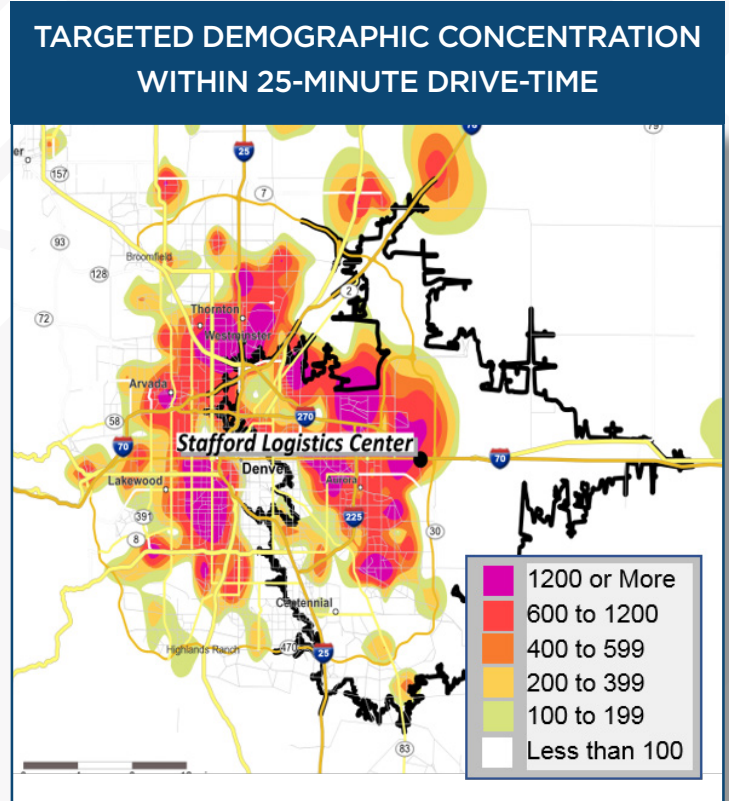 TARGETED DEMOGRAPHIC CONCENTRATION
WITHIN 25-MINUTE DRIVE-TIME
76
79
er
25
157
7
93
Broomfield
128
2
72
Thornton
Westminster
Arvada
270
58
70
Stafford Logistics Center
Denver
70
Lakewood
Aurora
391
225
30
8
Centennial
Highlands Ranch
470
25
83
1200 or More
600 to 1200
400 to 599
200 to 399
100 to 199
Less than 100